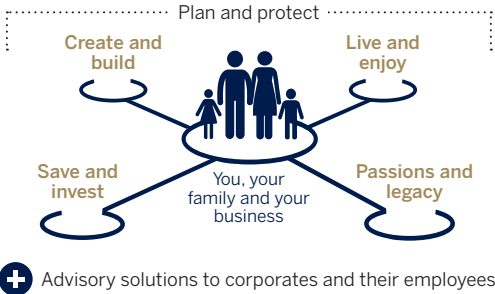 Plan and protect
Create and
build
Live and
enjoy
Save and
invest
You, your
family and your
business
Passions and
legacy
Advisory solutions to corporates and their employees